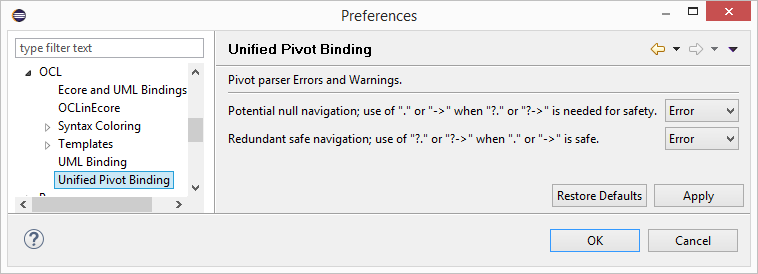 Preferences
type filter text
OCL
Ecore and UML Bindings
OCLinEcore
Syntax Coloring
Templates
UML Binding
Unified Pivot Binding
Unified Pivot Binding
Pivot parser Errors and Warnings.
Potential null navigation; use of "." or "->" when "?." or "?->" is needed for safety. Error
Redundant safe navigation; use of "?." or "?->" when "." or "->" is safe. Error
Restore Defaults Apply
? OK Cancel